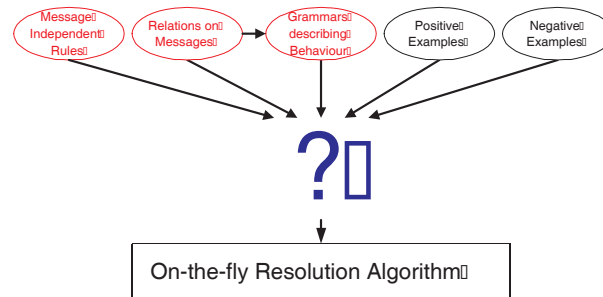 Message▯
Independent▯
Rules▯
Relations on▯
Messages▯
Grammars▯
describing▯
Behaviour▯
Positive▯
Examples▯
Negative▯
Examples▯
?▯
On-the-fly Resolution Algorithm▯